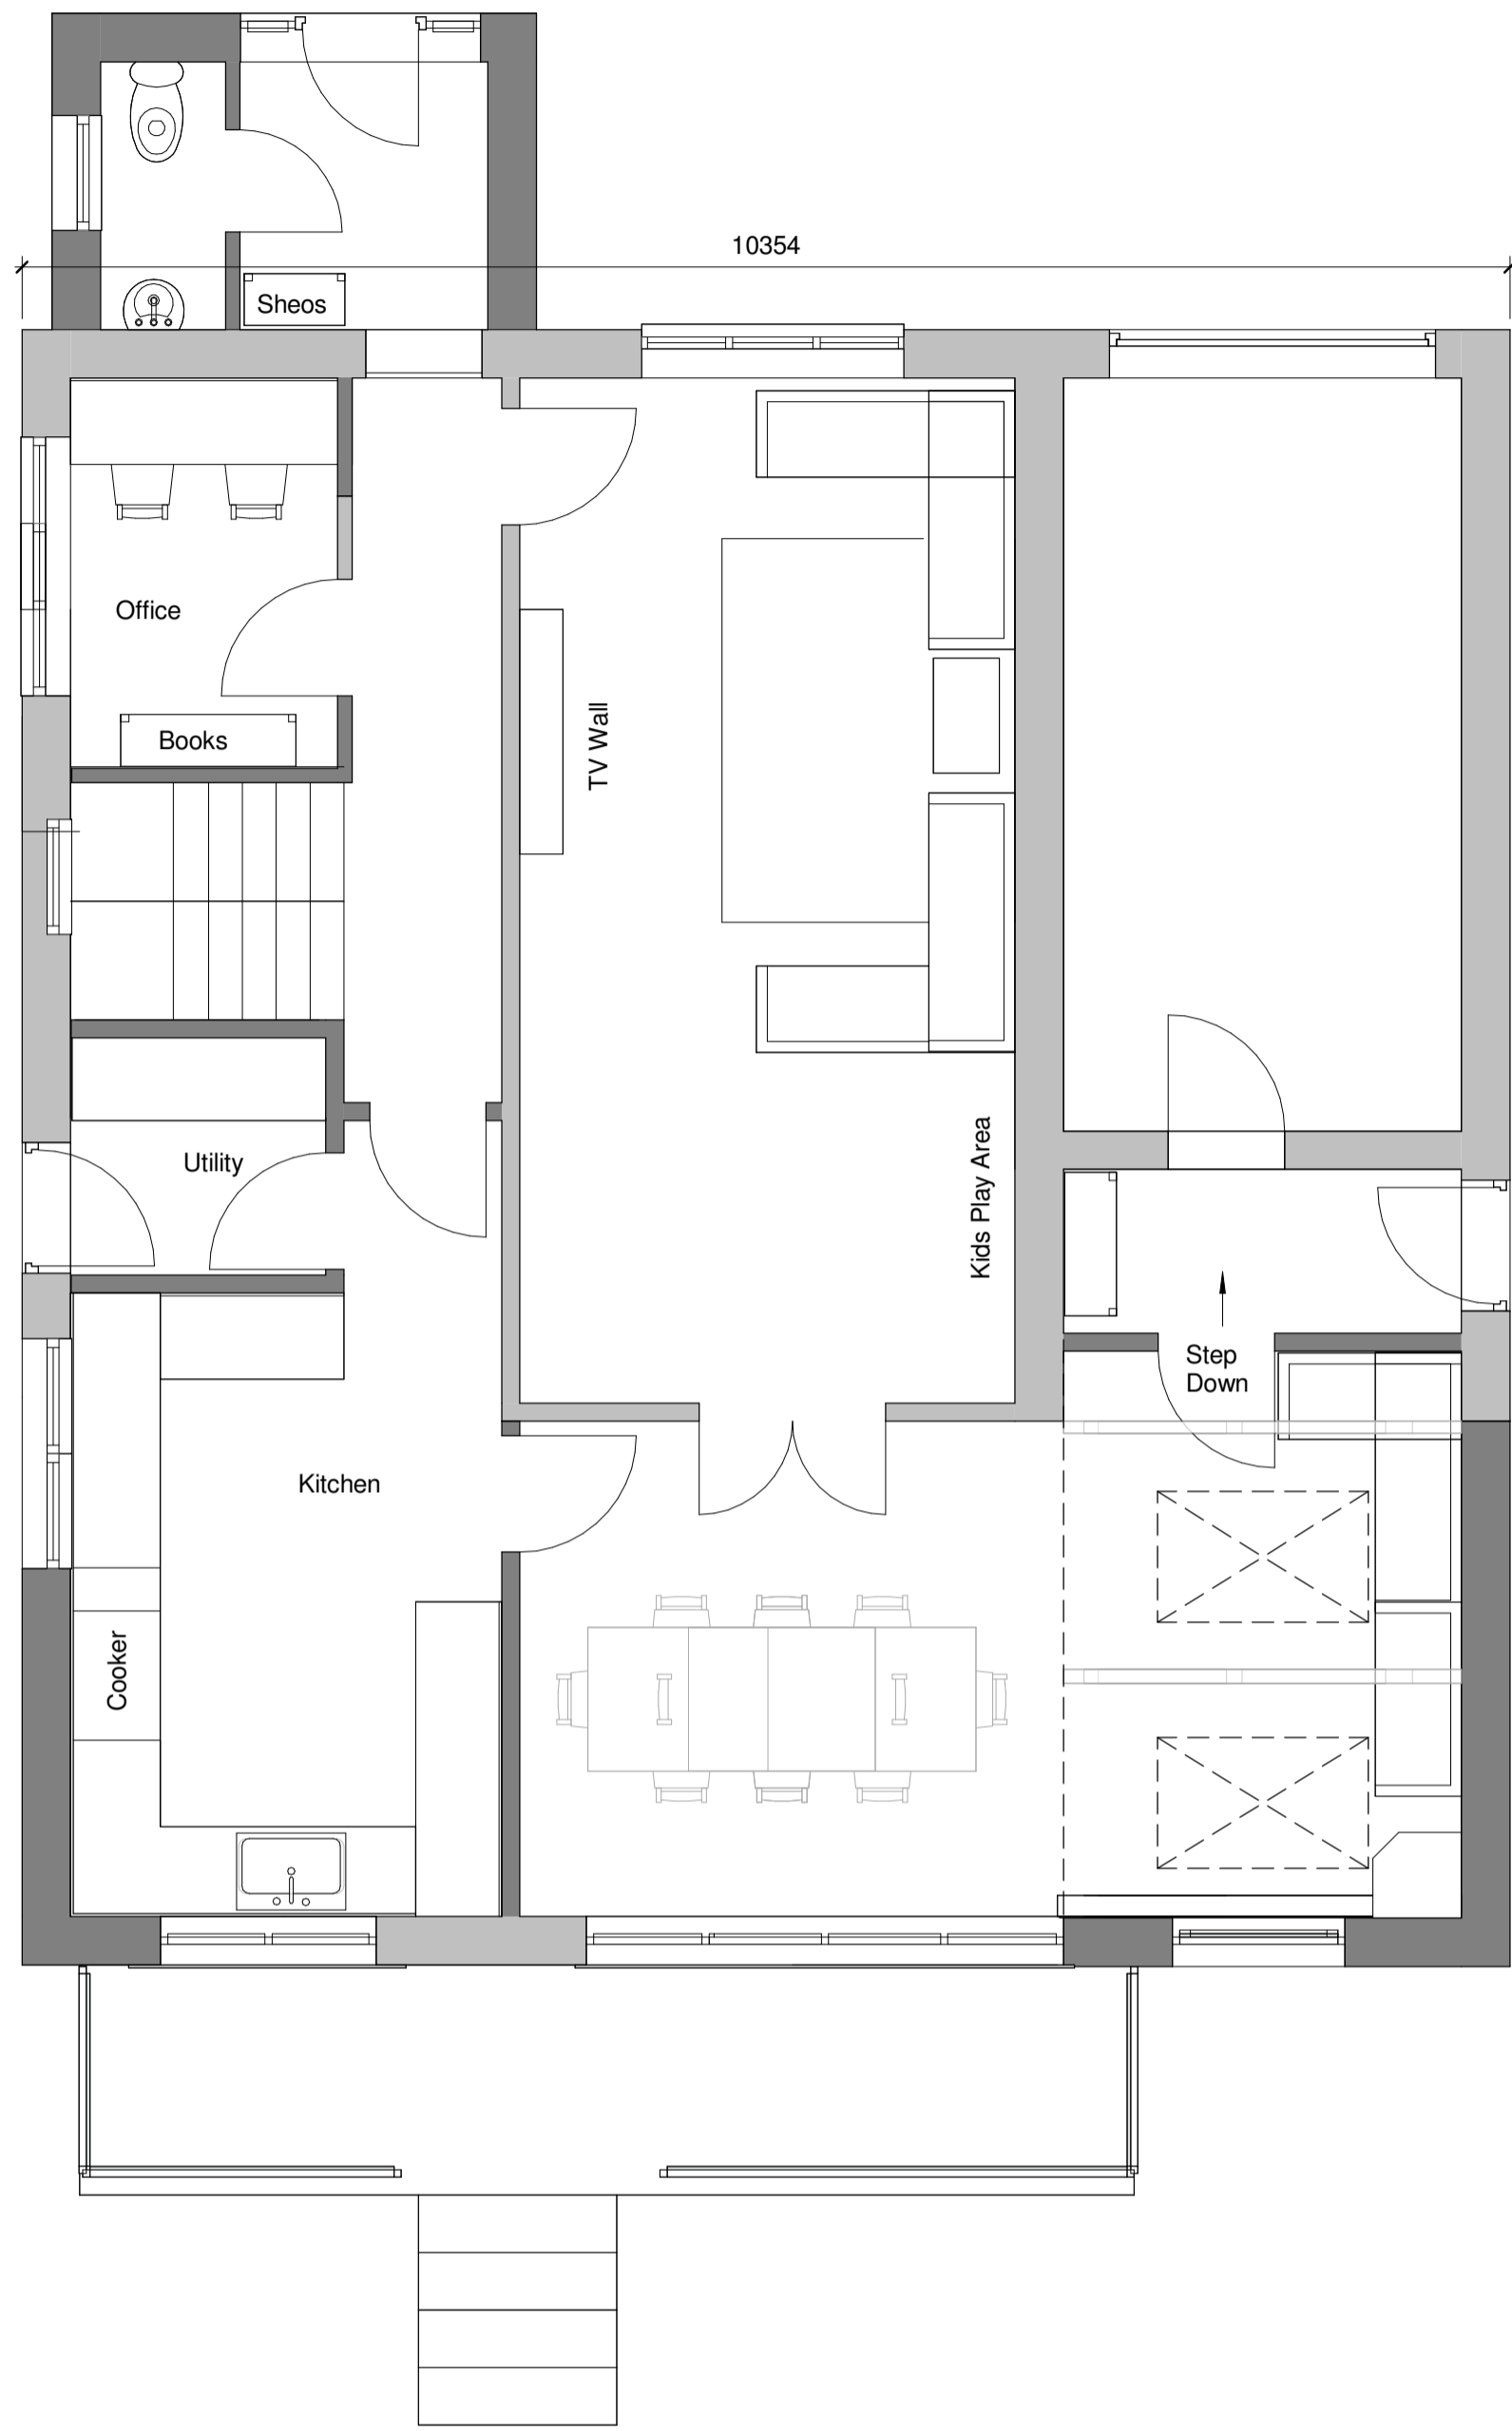 10354
Sheos
Office
Books
TV Wall
Utility
Kids Play Area
Step
Down
Kitchen
Cooker